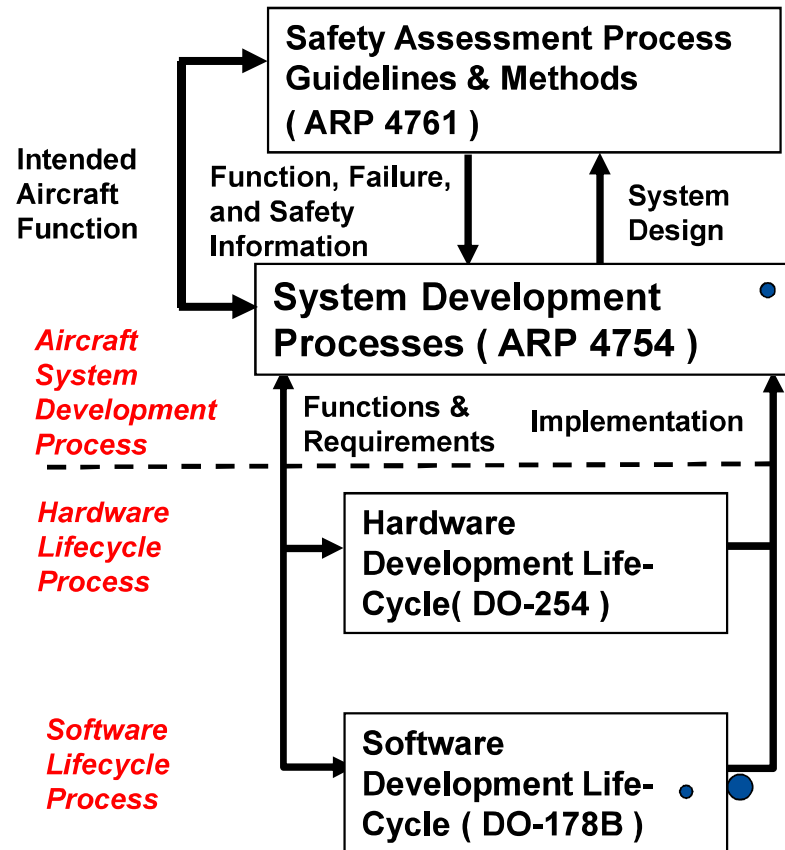 Safety Assessment Process
Guidelines & Methods
( ARP 4761 )
Intended
Aircraft
Function
Function, Failure,
and Safety
Information
System
Design
System Development
Processes ( ARP 4754 )
Aircraft
System
Development
Process
Functions &
Requirements
Implementation
Hardware
Lifecycle
Process
Hardware
Development Life-
Cycle( DO-254 )
Software
Lifecycle
Process
Software
Development Life-
Cycle ( DO-178B )